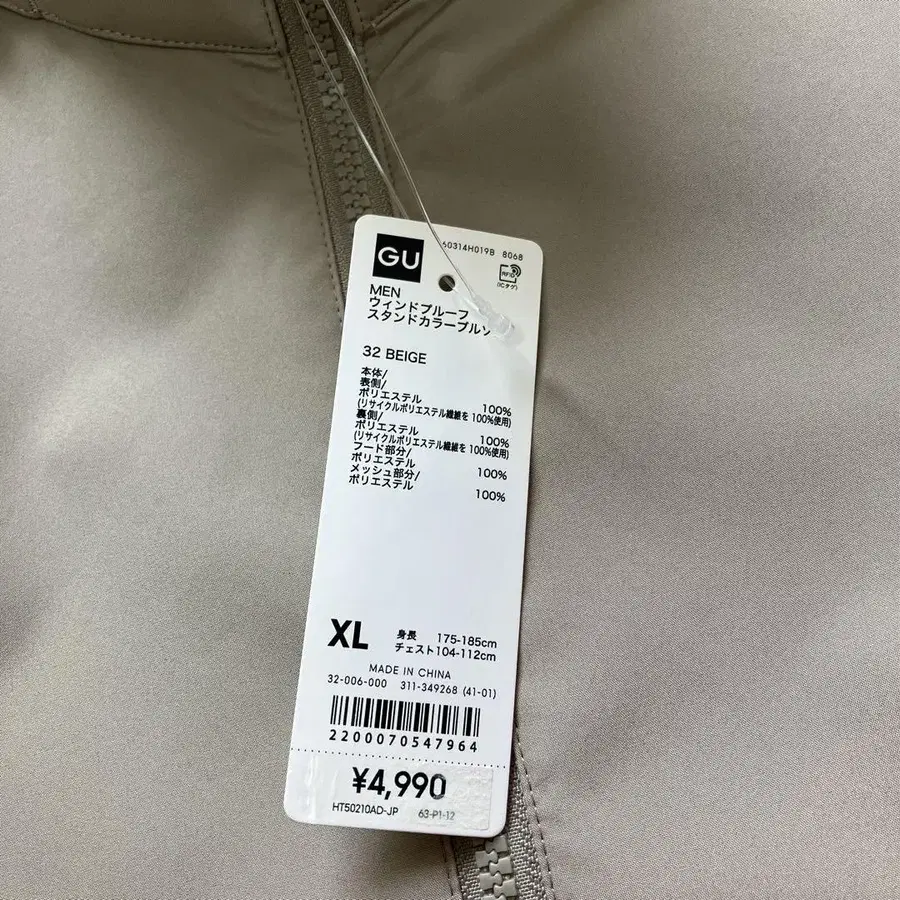 GU
60314H019B 8068
RFID
(ICタグ)
MEN
ウィンドプルーフ
スタンドカラーブルゾ
32 BEIGE
本体/
表側/
ポリエステル 100%
(リサイクルポリエステル繊維を 100%使用)
裏側/
ポリエステル 100%
(リサイクルポリエステル繊維を 100%使用)
フード部分/
ポリエステル 100%
メッシュ部分/
ポリエステル 100%
XL
身長 175-185cm
チェスト104-112cm
MADE IN CHINA
32-006-000 311-349268 (41-01)
2200070547964
¥4,990
HT50210AD-JP 63-P1-12